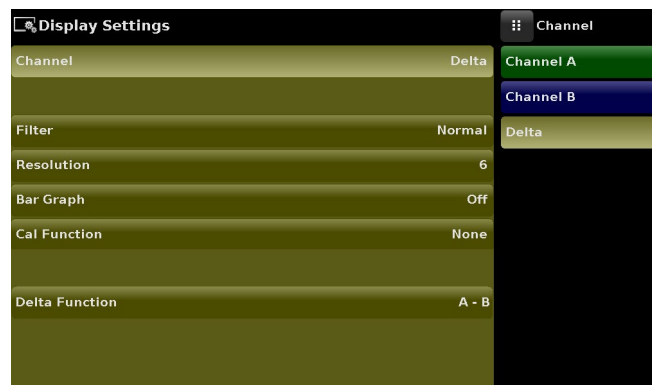 Display Settings
Channel Delta
Filter Normal
Resolution 6
Bar Graph Off
Cal Function None
Delta Function A - B
Channel
Channel A
Channel B
Delta